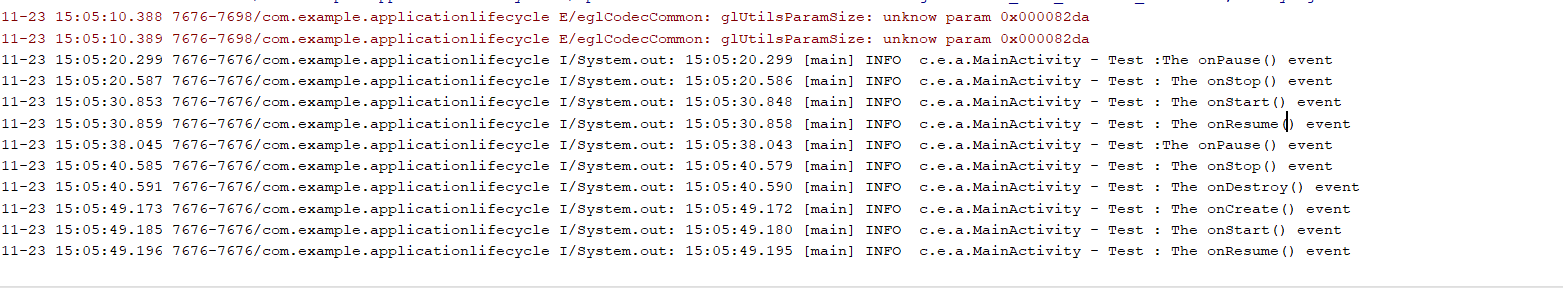 11-23 15:05:10.388 7676-7698/com.example.applicationlifecycle E/eglCodecCommon: glUtilsParamSize: unknow param 0x000082da
11-23 15:05:10.389 7676-7698/com.example.applicationlifecycle E/eglCodecCommon: glUtilsParamSize: unknow param 0x000082da
11-23 15:05:20.299 7676-7676/com.example.applicationlifecycle I/System.out: 15:05:20.299 [main] INFO  c.e.a.MainActivity - Test :The onPause() event
11-23 15:05:20.587 7676-7676/com.example.applicationlifecycle I/System.out: 15:05:20.586 [main] INFO  c.e.a.MainActivity - Test : The onStop() event
11-23 15:05:30.853 7676-7676/com.example.applicationlifecycle I/System.out: 15:05:30.848 [main] INFO  c.e.a.MainActivity - Test : The onStart() event
11-23 15:05:30.859 7676-7676/com.example.applicationlifecycle I/System.out: 15:05:30.858 [main] INFO  c.e.a.MainActivity - Test : The onResume() event
11-23 15:05:38.045 7676-7676/com.example.applicationlifecycle I/System.out: 15:05:38.043 [main] INFO  c.e.a.MainActivity - Test :The onPause() event
11-23 15:05:40.585 7676-7676/com.example.applicationlifecycle I/System.out: 15:05:40.579 [main] INFO  c.e.a.MainActivity - Test : The onStop() event
11-23 15:05:40.591 7676-7676/com.example.applicationlifecycle I/System.out: 15:05:40.590 [main] INFO  c.e.a.MainActivity - Test : The onDestroy() event
11-23 15:05:49.173 7676-7676/com.example.applicationlifecycle I/System.out: 15:05:49.172 [main] INFO  c.e.a.MainActivity - Test : The onCreate() event
11-23 15:05:49.185 7676-7676/com.example.applicationlifecycle I/System.out: 15:05:49.180 [main] INFO  c.e.a.MainActivity - Test : The onStart() event
11-23 15:05:49.196 7676-7676/com.example.applicationlifecycle I/System.out: 15:05:49.195 [main] INFO  c.e.a.MainActivity - Test : The onResume() event